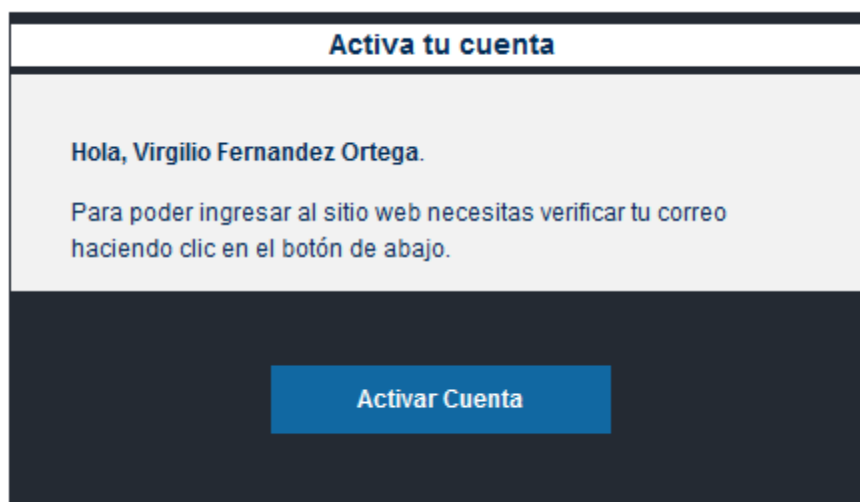 Activa tu cuenta
Hola, Virgilio Fernandez Ortega.
Para poder ingresar al sitio web necesitas verificar tu correo
haciendo clic en el botón de abajo.
Activar Cuenta